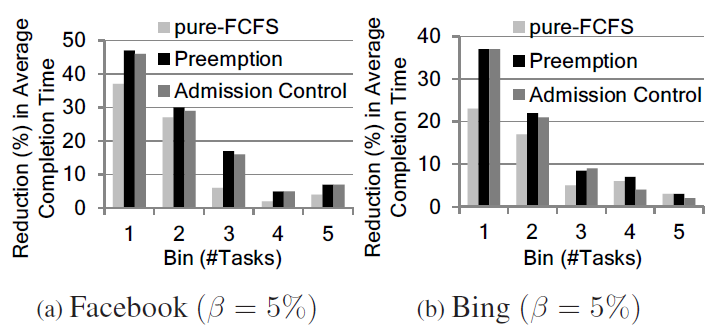 Reduction (%) in Average
Completion Time
50
40
30
20
10
0
pure-FCFS
Preemption
Admission Control
1 2 3 4 5
Bin (#Tasks)
(a) Facebook (β = 5%)
Reduction (%) in Average
Completion Time
40
30
20
10
0
pure-FCFS
Preemption
Admission Control
1 2 3 4 5
Bin (#Tasks)
(b) Bing (β = 5%)